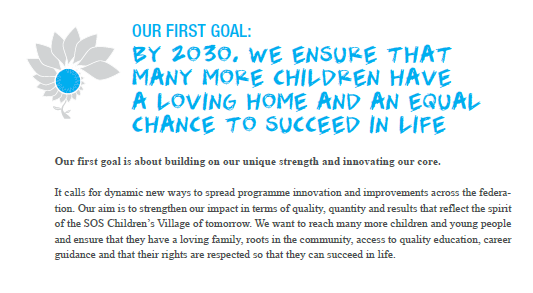 OUR FIRST GOAL:
BY 2030, WE ENSURE THAT
MANY MORE CHILDREN HAVE
A LOVING HOME AND AN EQUAL
CHANCE TO SUCCEED IN LIFE
Our first goal is about building on our unique strength and innovating our core.
It calls for dynamic new ways to spread programme innovation and improvements across the federa-
tion. Our aim is to strengthen our impact in terms of quality, quantity and results that reflect the spirit
of the SOS Children's Village of tomorrow. We want to reach many more children and young people
and ensure that they have a loving family, roots in the community, access to quality education, career
guidance and that their rights are respected so that they can succeed in life.